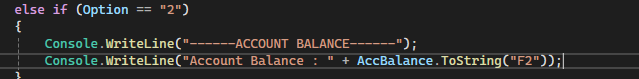 else if (Option == "2")
{
Console.WriteLine("------ACCOUNT BALANCE------");
Console.WriteLine("Account Balance : " + AccBalance.ToString("F2"));
}